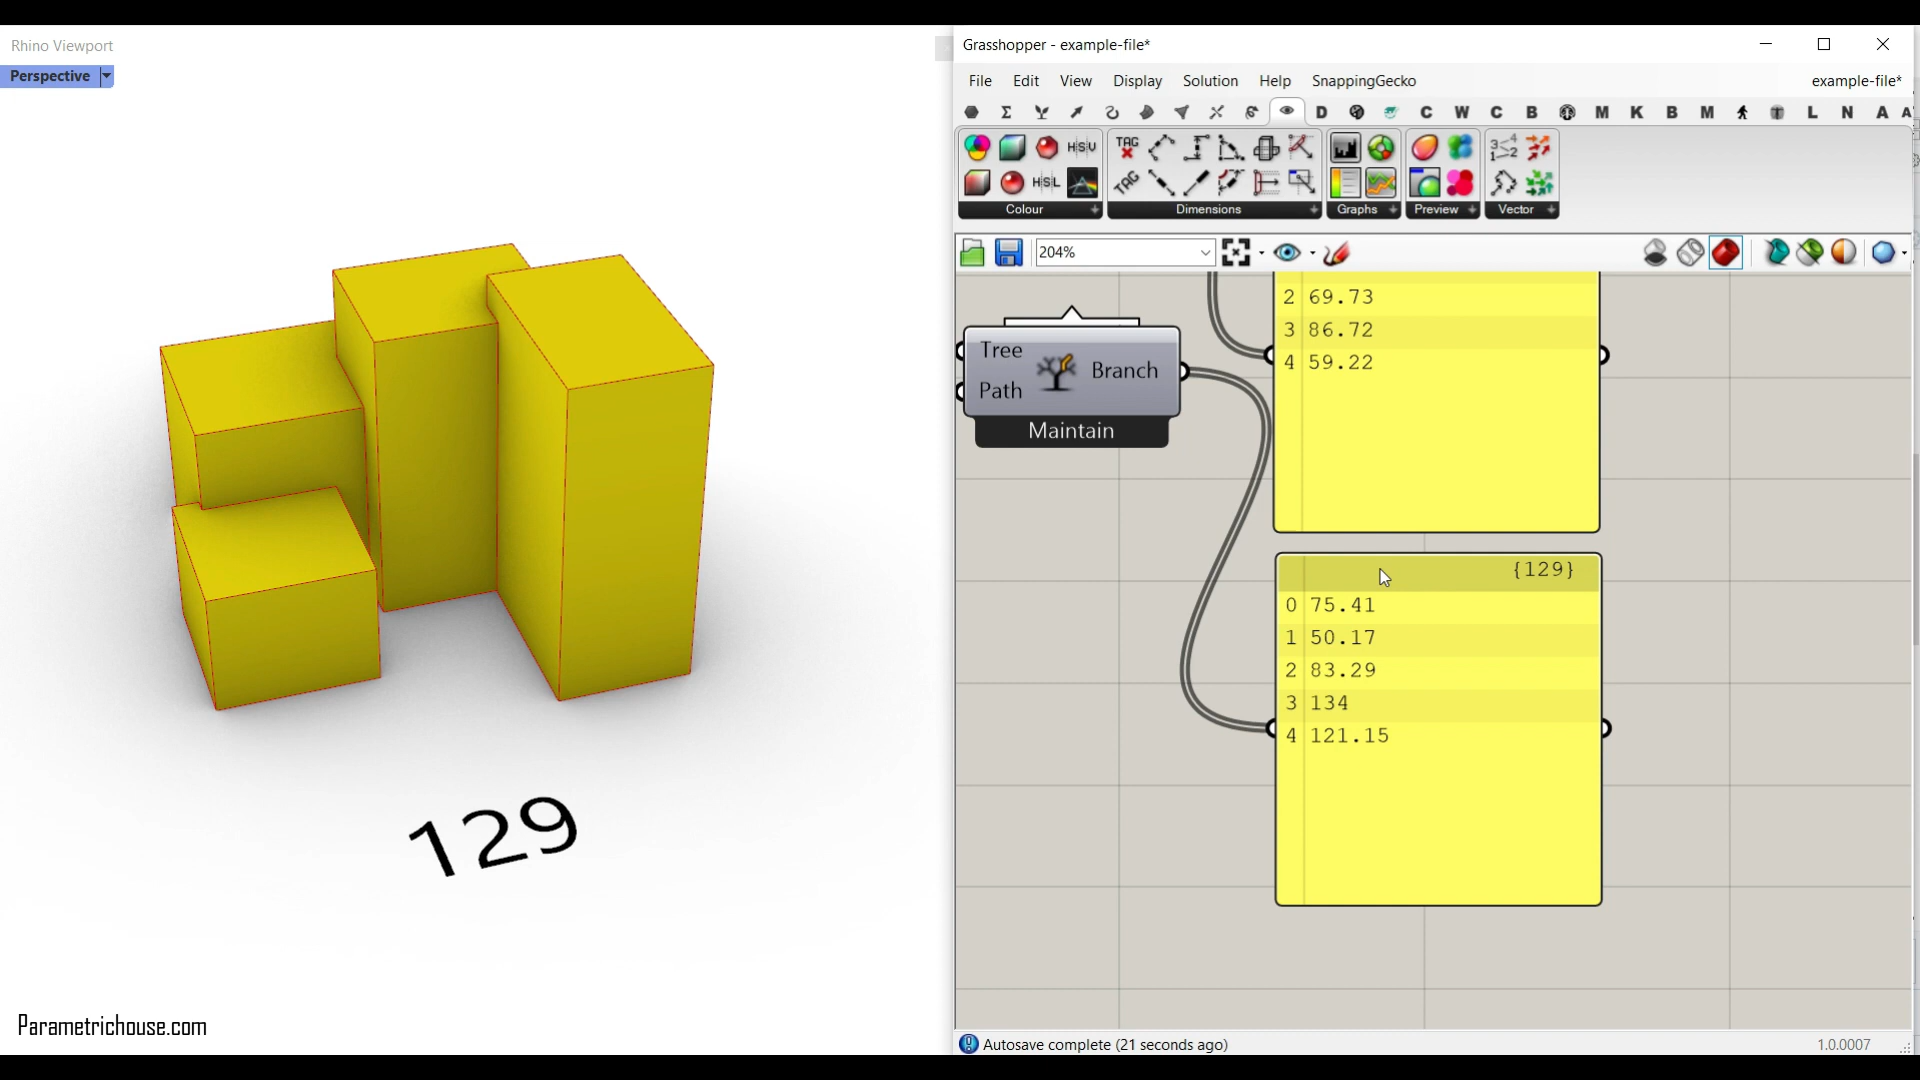 Rhino Viewport
Perspective
129
Parametrichouse.com
Grasshopper - example-file*
File Edit View Display Solution Help SnappingGecko example-file*
D C W C B M K B M L N A A
H·S·V TAG
H·S·L TAG
Colour Dimensions Graphs Preview Vector
204%
Tree
Path
Branch
Maintain
2 69.73
3 86.72
4 59.22
{129}
0 75.41
1 50.17
2 83.29
3 134
4 121.15
Autosave complete (21 seconds ago)
1.0.0007